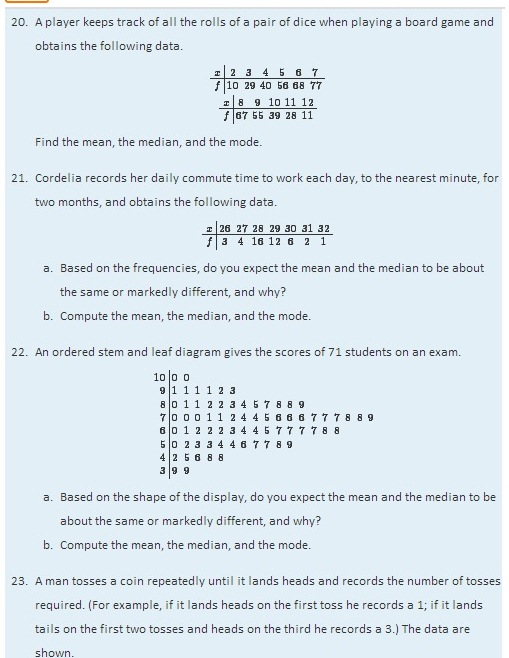 20. A player keeps track of all the rolls of a pair of dice when playing a board game and
obtains the following data.
x 2 3 4 5 6 7
f 10 29 40 56 68 77
x 8 9 10 11 12
f 67 55 39 28 11
Find the mean, the median, and the mode.
21. Cordelia records her daily commute time to work each day, to the nearest minute, for
two months, and obtains the following data.
x 26 27 28 29 30 31 32
f 3 4 16 12 6 2 1
a. Based on the frequencies, do you expect the mean and the median to be about
the same or markedly different, and why?
b. Compute the mean, the median, and the mode.
22. An ordered stem and leaf diagram gives the scores of 71 students on an exam.
10 0 0
9 1 1 1 1 2 3
8 0 1 1 2 2 3 4 5 7 8 8 9
7 0 0 0 1 1 2 4 4 5 6 6 6 7 7 7 8 8 9
6 0 1 2 2 2 3 4 4 5 7 7 7 7 8 8
5 0 2 3 3 4 4 6 7 7 8 9
4 2 5 6 8 8
3 9 9
a. Based on the shape of the display, do you expect the mean and the median to be
about the same or markedly different, and why?
b. Compute the mean, the median, and the mode.
23. A man tosses a coin repeatedly until it lands heads and records the number of tosses
required. (For example, if it lands heads on the first toss he records a 1; if it lands
tails on the first two tosses and heads on the third he records a 3.) The data are
shown.